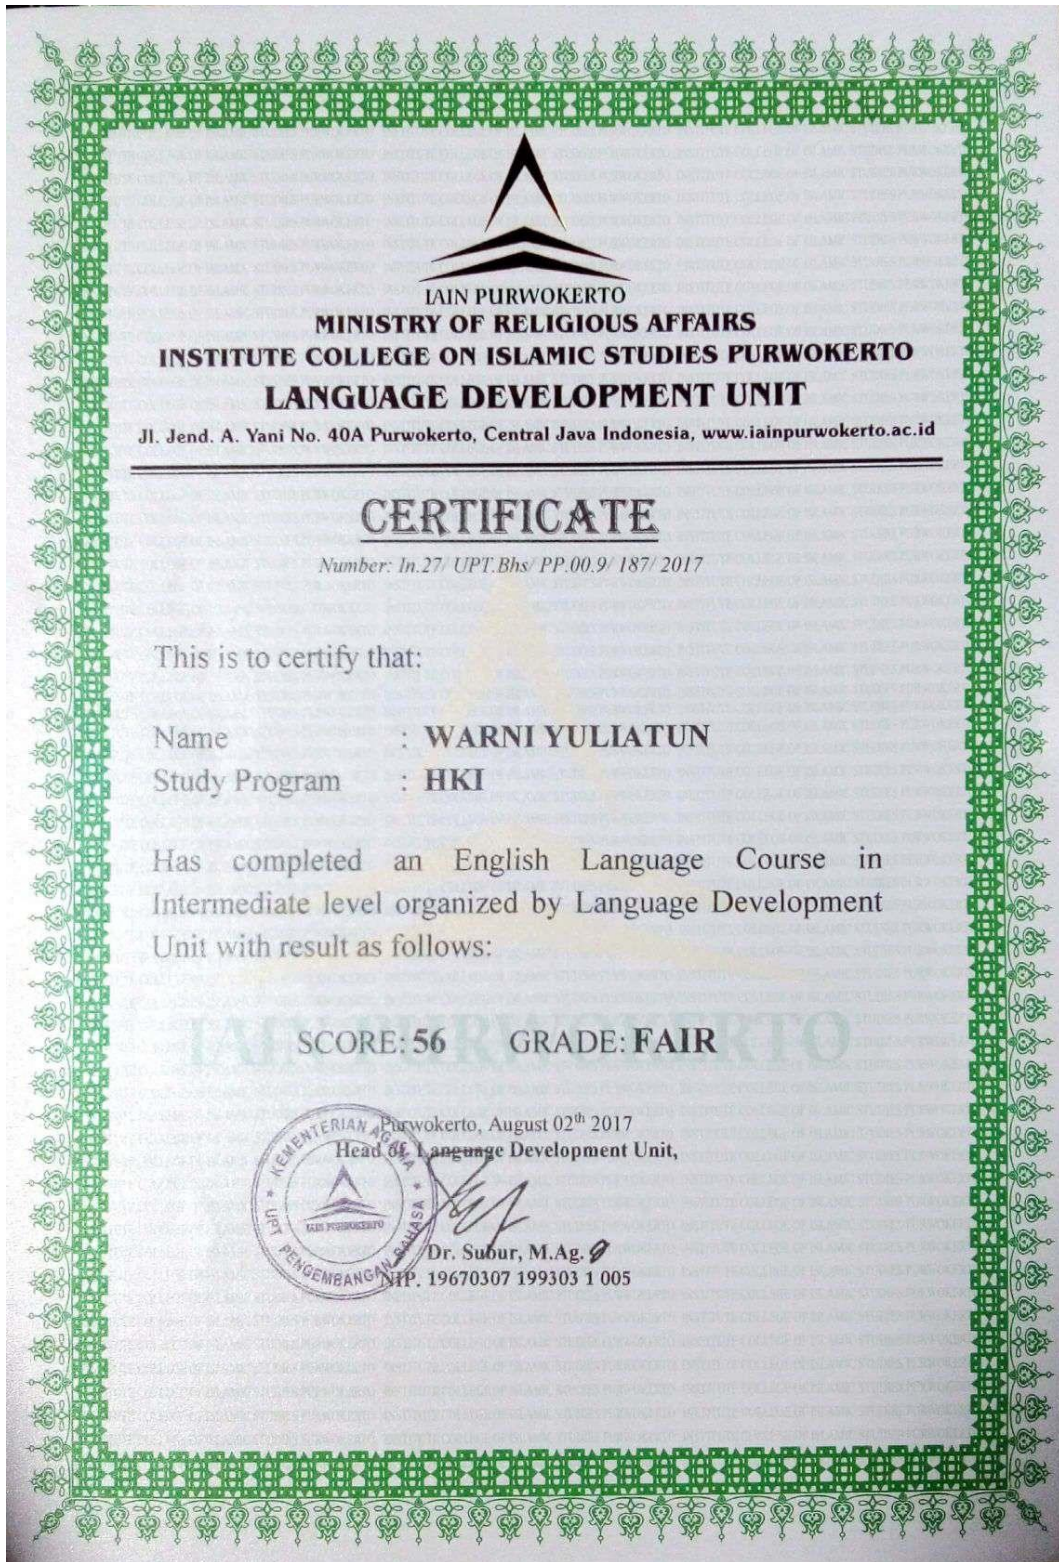 IAIN PURWOKERTO
MINISTRY OF RELIGIOUS AFFAIRS
INSTITUTE COLLEGE ON ISLAMIC STUDIES PURWOKERTO
LANGUAGE DEVELOPMENT UNIT
Jl. Jend. A. Yani No. 40A Purwokerto, Central Java Indonesia, www.iainpurwokerto.ac.id
CERTIFICATE
Number: In.27/ UPT.Bhs/ PP.00.9/ 187/ 2017
This is to certify that:
Name : WARNI YULIATUN
Study Program : HKI
Has completed an English Language Course in
Intermediate level organized by Language Development
Unit with result as follows:
IAIN PURWOKERTO
SCORE: 56 GRADE: FAIR
Purwokerto, August 02th 2017
Head of Language Development Unit,
KEMENTERIAN AGAMA
IAIN PURWOKERTO
UPT PENGEMBANGAN BAHASA
Dr. Subur, M.Ag.
NIP. 19670307 199303 1 005